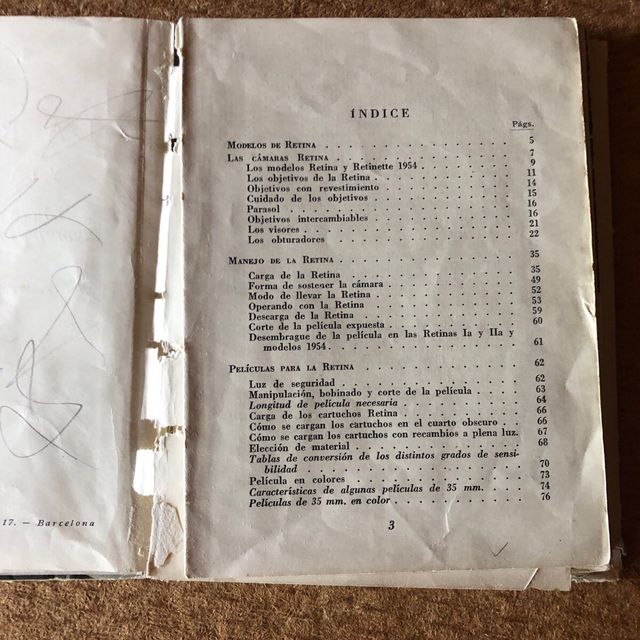 17. — Barcelona
ÍNDICE
Págs.
MODELOS DE RETINA . . . . . . . . . . . . . . . . . . 5
LAS CÁMARAS RETINA . . . . . . . . . . . . . . . . . . 7
Los modelos Retina y Retinette 1954 . . . . . . . . . . 9
Los objetivos de la Retina . . . . . . . . . . . . . . 11
Objetivos con revestimiento . . . . . . . . . . . . . 14
Cuidado de los objetivos . . . . . . . . . . . . . . 15
Parasol . . . . . . . . . . . . . . . . . . . . 16
Objetivos intercambiables . . . . . . . . . . . . . . 16
Los visores . . . . . . . . . . . . . . . . . . . 21
Los obturadores . . . . . . . . . . . . . . . . . . 22
MANEJO DE LA RETINA . . . . . . . . . . . . . . . . . 35
Carga de la Retina . . . . . . . . . . . . . . . . . 35
Forma de sostener la cámara . . . . . . . . . . . . . 49
Modo de llevar la Retina . . . . . . . . . . . . . . 52
Operando con la Retina . . . . . . . . . . . . . . . 53
Descarga de la Retina . . . . . . . . . . . . . . . 59
Corte de la película expuesta . . . . . . . . . . . . 60
Desembrague de la película en las Retinas Ia y IIa y
modelos 1954 . . . . . . . . . . . . . . . . . . 61
PELÍCULAS PARA LA RETINA . . . . . . . . . . . . . . . 62
Luz de seguridad . . . . . . . . . . . . . . . . . 62
Manipulación, bobinado y corte de la película . . . . . 63
Longitud de película necesaria . . . . . . . . . . . . 64
Carga de los cartuchos Retina . . . . . . . . . . . . 66
Cómo se cargan los cartuchos en el cuarto obscuro . . . 66
Cómo se cargan los cartuchos con recambios a plena luz. 67
Elección de material . . . . . . . . . . . . . . . . 68
Tablas de conversión de los distintos grados de sensi-
bilidad . . . . . . . . . . . . . . . . . . . . 70
Película en colores . . . . . . . . . . . . . . . . 73
Características de algunas películas de 35 mm. . . . . 74
Películas de 35 mm. en color . . . . . . . . . . . . . 76
3